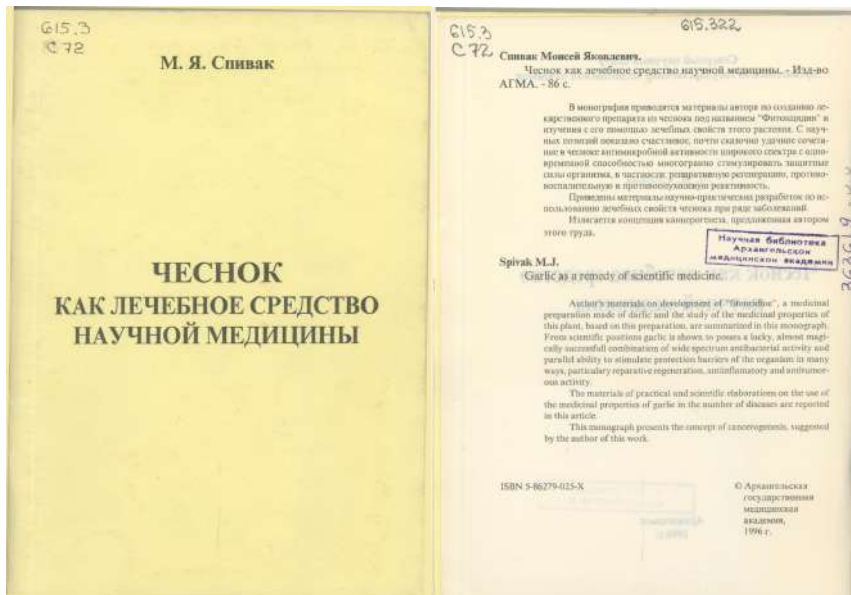 615.3
С 72
М. Я. Спивак
ЧЕСНОК
КАК ЛЕЧЕБНОЕ СРЕДСТВО
НАУЧНОЙ МЕДИЦИНЫ
615.3
С 72
615.322
Спивак Моисей Яковлевич.
Чеснок как лечебное средство научной медицины. - Изд-во
АГМА. - 86 с.
В монографии приводятся материалы автора по созданию ле-
карственного препарата из чеснока под названием "Фитонцидин" и
изучения с его помощью лечебных свойств этого растения. С науч-
ных позиций показано счастливое, почти сказочно удачное сочета-
ние в чесноке антимикробной активности широкого спектра с одно-
временной способностью многогранно стимулировать защитные
силы организма, в частности: репаративную регенерацию, противо-
воспалительную и противоопухолевую реактивность.
Приведены материалы научно-практических разработок по ис-
пользованию лечебных свойств чеснока при ряде заболеваний.
Излагается концепция канцерогенеза, предложенная автором
этого труда.
Научная библиотека
Архангельской
медицинской академии
Spivak M.J.
Garlic as a remedy of scientific medicine.
Author's materials on development of "fitoncidine", a medicinal
preparation made of darlic and the study of the medicinal properties of
this plant, based on this preparation, are summarized in this monograph.
From scientific positions garlic is shown to posses a lucky, almost magi-
cally successfull combination of wide spectrum antibacterial activity and
parallel ability to stimulate protection barriers of the organism in many
ways, particulary reparative regeneration, antiinflamatory and antitumor-
ous activity.
The materials of practical and scientific elaborations on the use of
the medicinal properties of garlic in the number of diseases are reported
in this article.
This monograph presents the concept of cancerogenesis, suggested
by the author of this work.
ISBN 5-86279-025-X
© Архангельская
государственная
медицинская
академия,
1996 г.